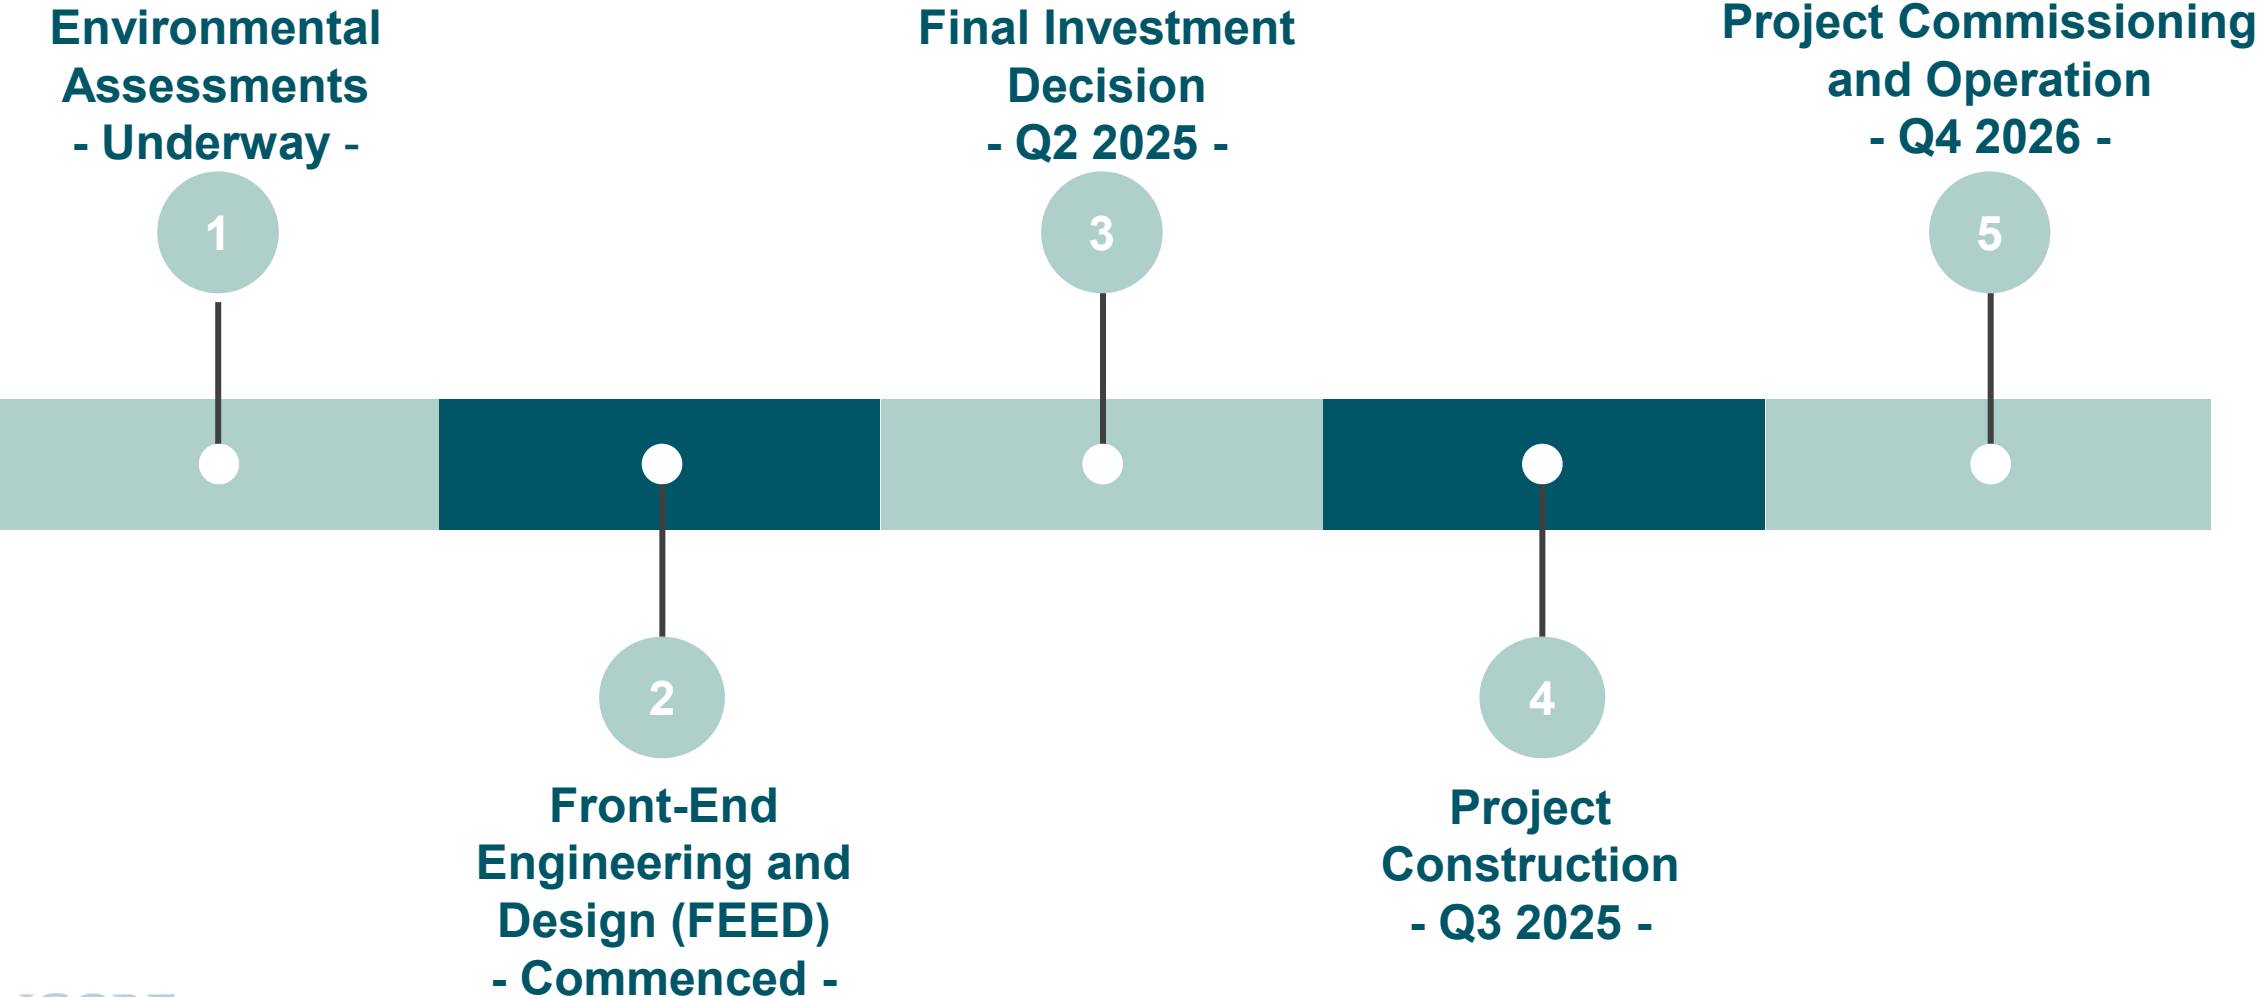 Environmental
Assessments
- Underway -
1
Front-End
Engineering and
Design (FEED)
- Commenced -
2
Final Investment
Decision
- Q2 2025 -
3
Project
Construction
- Q3 2025 -
4
Project Commissioning
and Operation
- Q4 2026 -
5